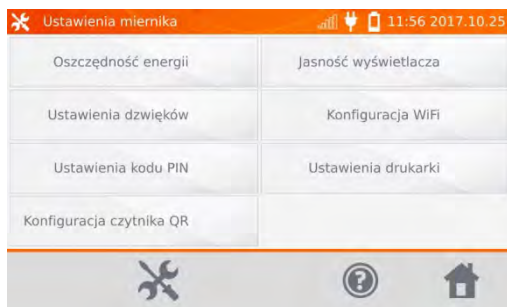 Ustawienia miernika 11:56 2017.10.25
Oszczędność energii Jasność wyświetlacza
Ustawienia dzwięków Konfiguracja WiFi
Ustawienia kodu PIN Ustawienia drukarki
Konfiguracja czytnika QR